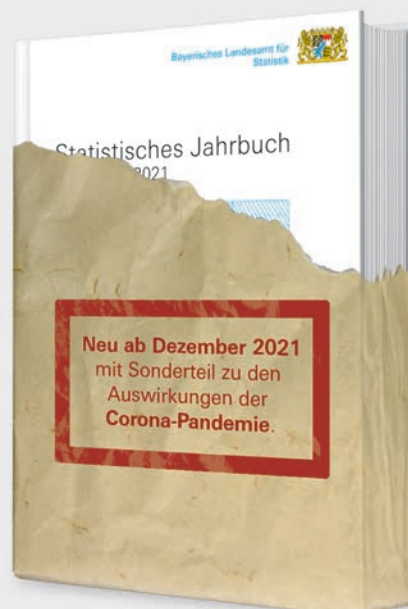 Bayerisches Landesamt für
Statistik
Statistisches Jahrbuch
2021
Neu ab Dezember 2021
mit Sonderteil zu den
Auswirkungen der
Corona-Pandemie.